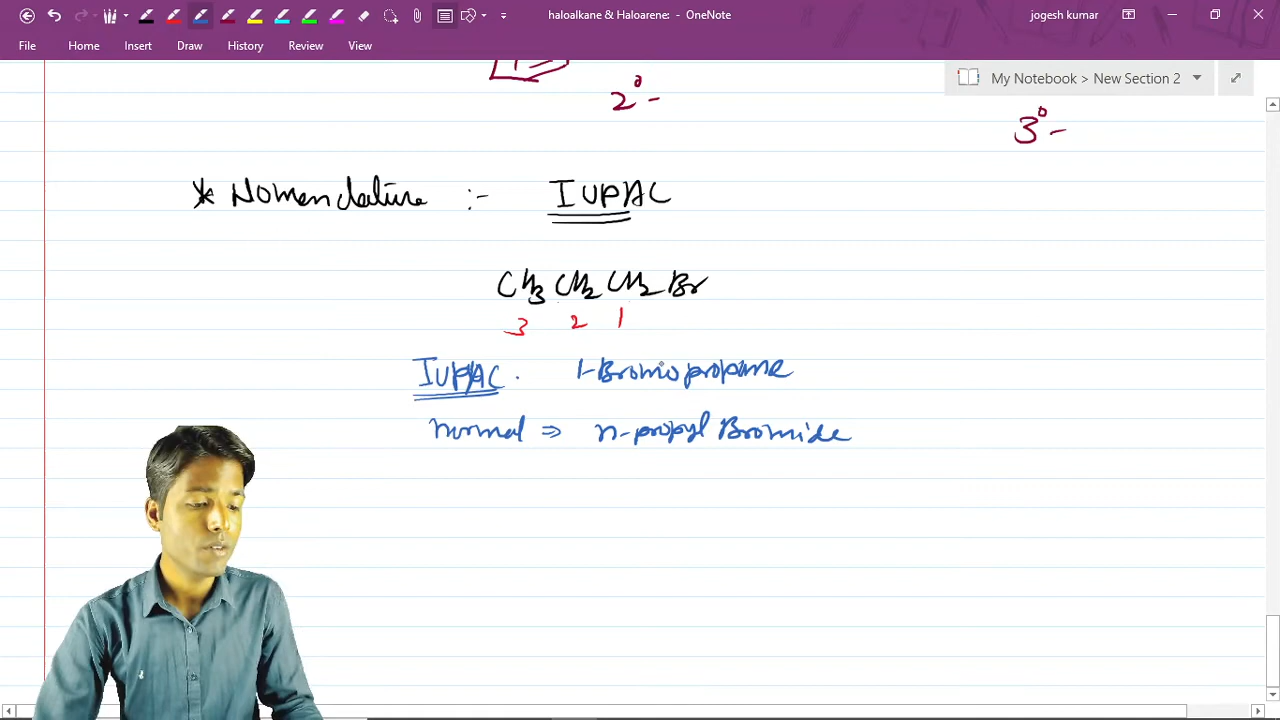 haloalkane & Haloarene: - OneNote
jogesh kumar
File Home Insert Draw History Review View
My Notebook > New Section 2
2° -
3° -
* Nomenclature :- IUPAC
CH3 CH2 CH2 Br
3 2 1
IUPAC. 1-Bromopropane
normal ⇒ n-propyl Bromide